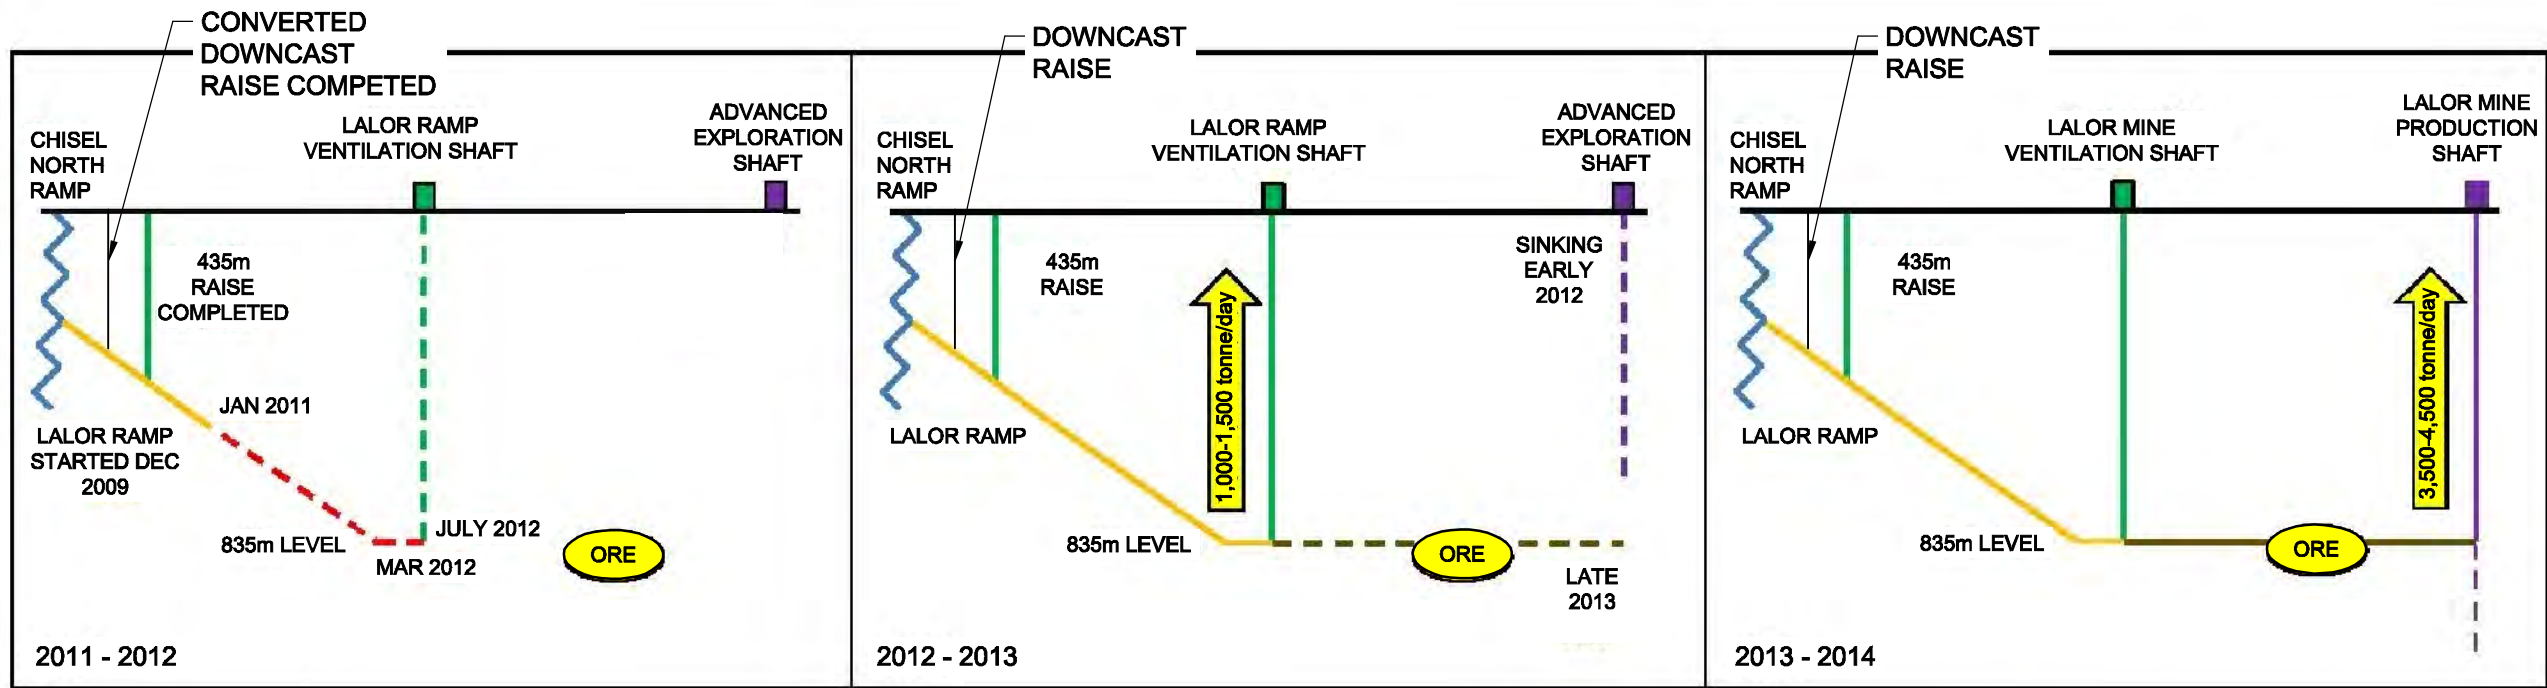 CONVERTED
DOWNCAST
RAISE COMPETED
CHISEL
NORTH
RAMP
LALOR RAMP
VENTILATION SHAFT
ADVANCED
EXPLORATION
SHAFT
435m
RAISE
COMPLETED
JAN 2011
LALOR RAMP
STARTED DEC
2009
835m LEVEL
JULY 2012
MAR 2012
ORE
2011 - 2012
DOWNCAST
RAISE
CHISEL
NORTH
RAMP
LALOR RAMP
VENTILATION SHAFT
ADVANCED
EXPLORATION
SHAFT
435m
RAISE
1,000-1,500 tonne/day
SINKING
EARLY
2012
LALOR RAMP
835m LEVEL
ORE
LATE
2013
2012 - 2013
DOWNCAST
RAISE
CHISEL
NORTH
RAMP
LALOR MINE
VENTILATION SHAFT
LALOR MINE
PRODUCTION
SHAFT
435m
RAISE
3,500-4,500 tonne/day
LALOR RAMP
835m LEVEL
ORE
2013 - 2014